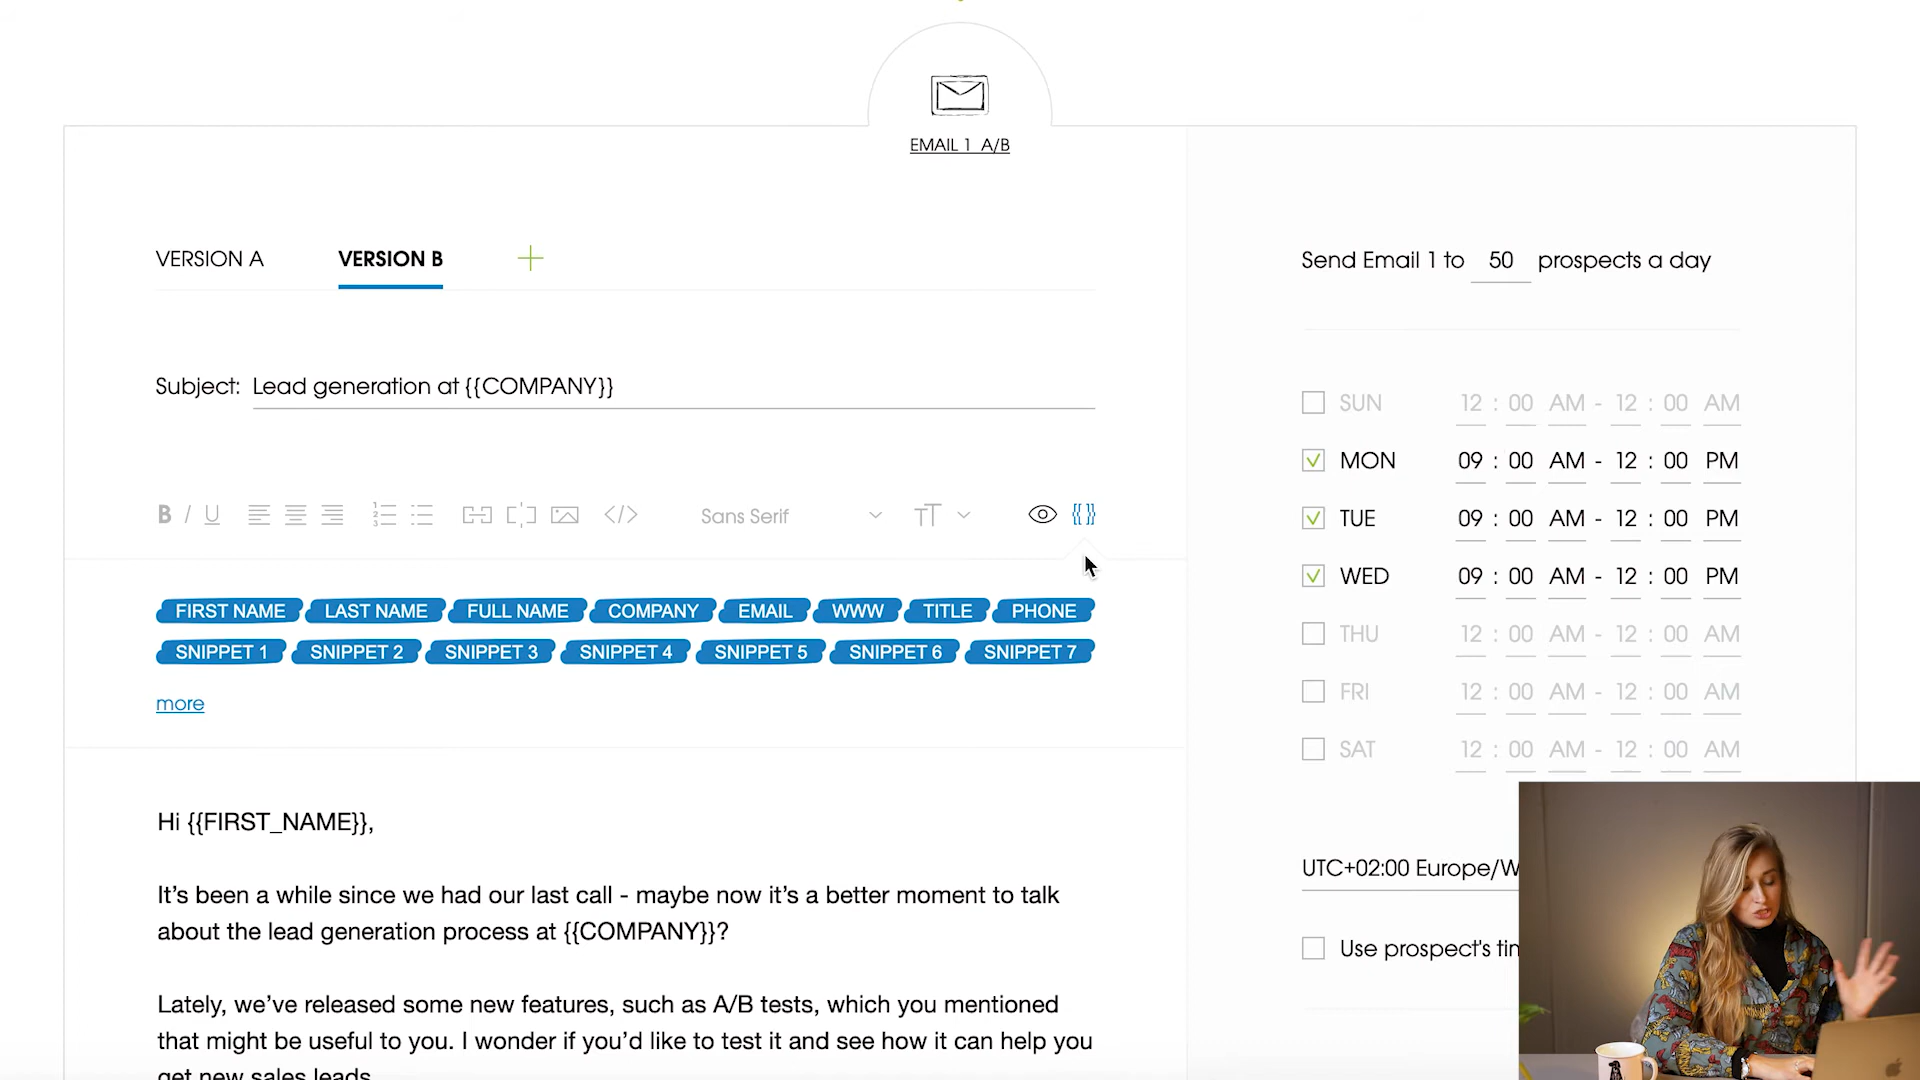 EMAIL 1 A/B
VERSION A VERSION B
Subject: Lead generation at {{COMPANY}}
B I U Sans Serif TT {{ }}
FIRST NAME LAST NAME FULL NAME COMPANY EMAIL WWW TITLE PHONE
SNIPPET 1 SNIPPET 2 SNIPPET 3 SNIPPET 4 SNIPPET 5 SNIPPET 6 SNIPPET 7
more
Hi {{FIRST_NAME}},
It's been a while since we had our last call - maybe now it's a better moment to talk
about the lead generation process at {{COMPANY}}?
Lately, we've released some new features, such as A/B tests, which you mentioned
that might be useful to you. I wonder if you'd like to test it and see how it can help you
get new sales leads
Send Email 1 to 50 prospects a day
SUN 12 : 00 AM - 12 : 00 AM
MON 09 : 00 AM - 12 : 00 PM
TUE 09 : 00 AM - 12 : 00 PM
WED 09 : 00 AM - 12 : 00 PM
THU 12 : 00 AM - 12 : 00 AM
FRI 12 : 00 AM - 12 : 00 AM
SAT 12 : 00 AM - 12 : 00 AM
UTC+02:00 Europe/W
Use prospect's tim